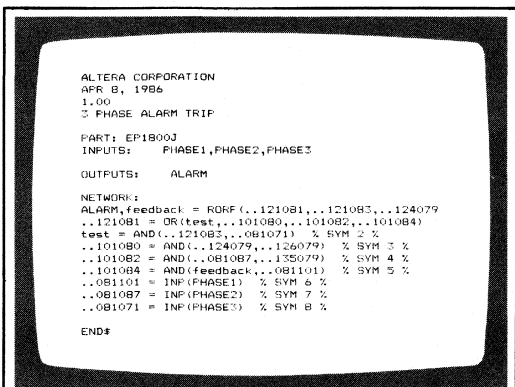 ALTERA CORPORATION
APR 8, 1986
1.00
3 PHASE ALARM TRIP
PART: EP1800J
INPUTS: PHASE1,PHASE2,PHASE3
OUTPUTS: ALARM
NETWORK:
ALARM,feedback = RORF(..121081,..121083,..124079
..121081 = OR(test,..101080,..101082,..101084)
test = AND(..121083,..081071) % SYM 2 %
..101080 = AND(..124079,..126079) % SYM 3 %
..101082 = AND(..081087,..135079) % SYM 4 %
..101084 = AND(feedback,..081101) % SYM 5 %
..081101 = INP(PHASE1) % SYM 6 %
..081087 = INP(PHASE2) % SYM 7 %
..081071 = INP(PHASE3) % SYM 8 %
END$